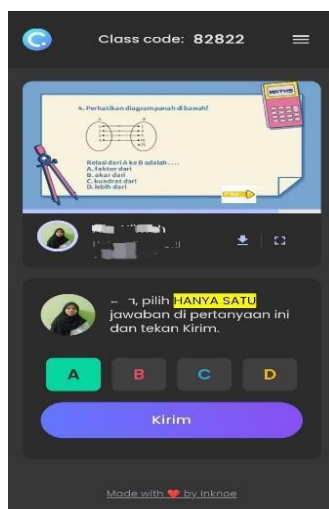 Class code: 82822
MATHS
4. Perhatikan diagram panah di bawah!
Relasi dari A ke B adalah....
A. faktor dari
B. akar dari
C. kuadrat dari
D. lebih dari
pilih HANYA SATU
jawaban di pertanyaan ini
dan tekan Kirim.
A B C D
Kirim
Made with ❤️ by Inknoe